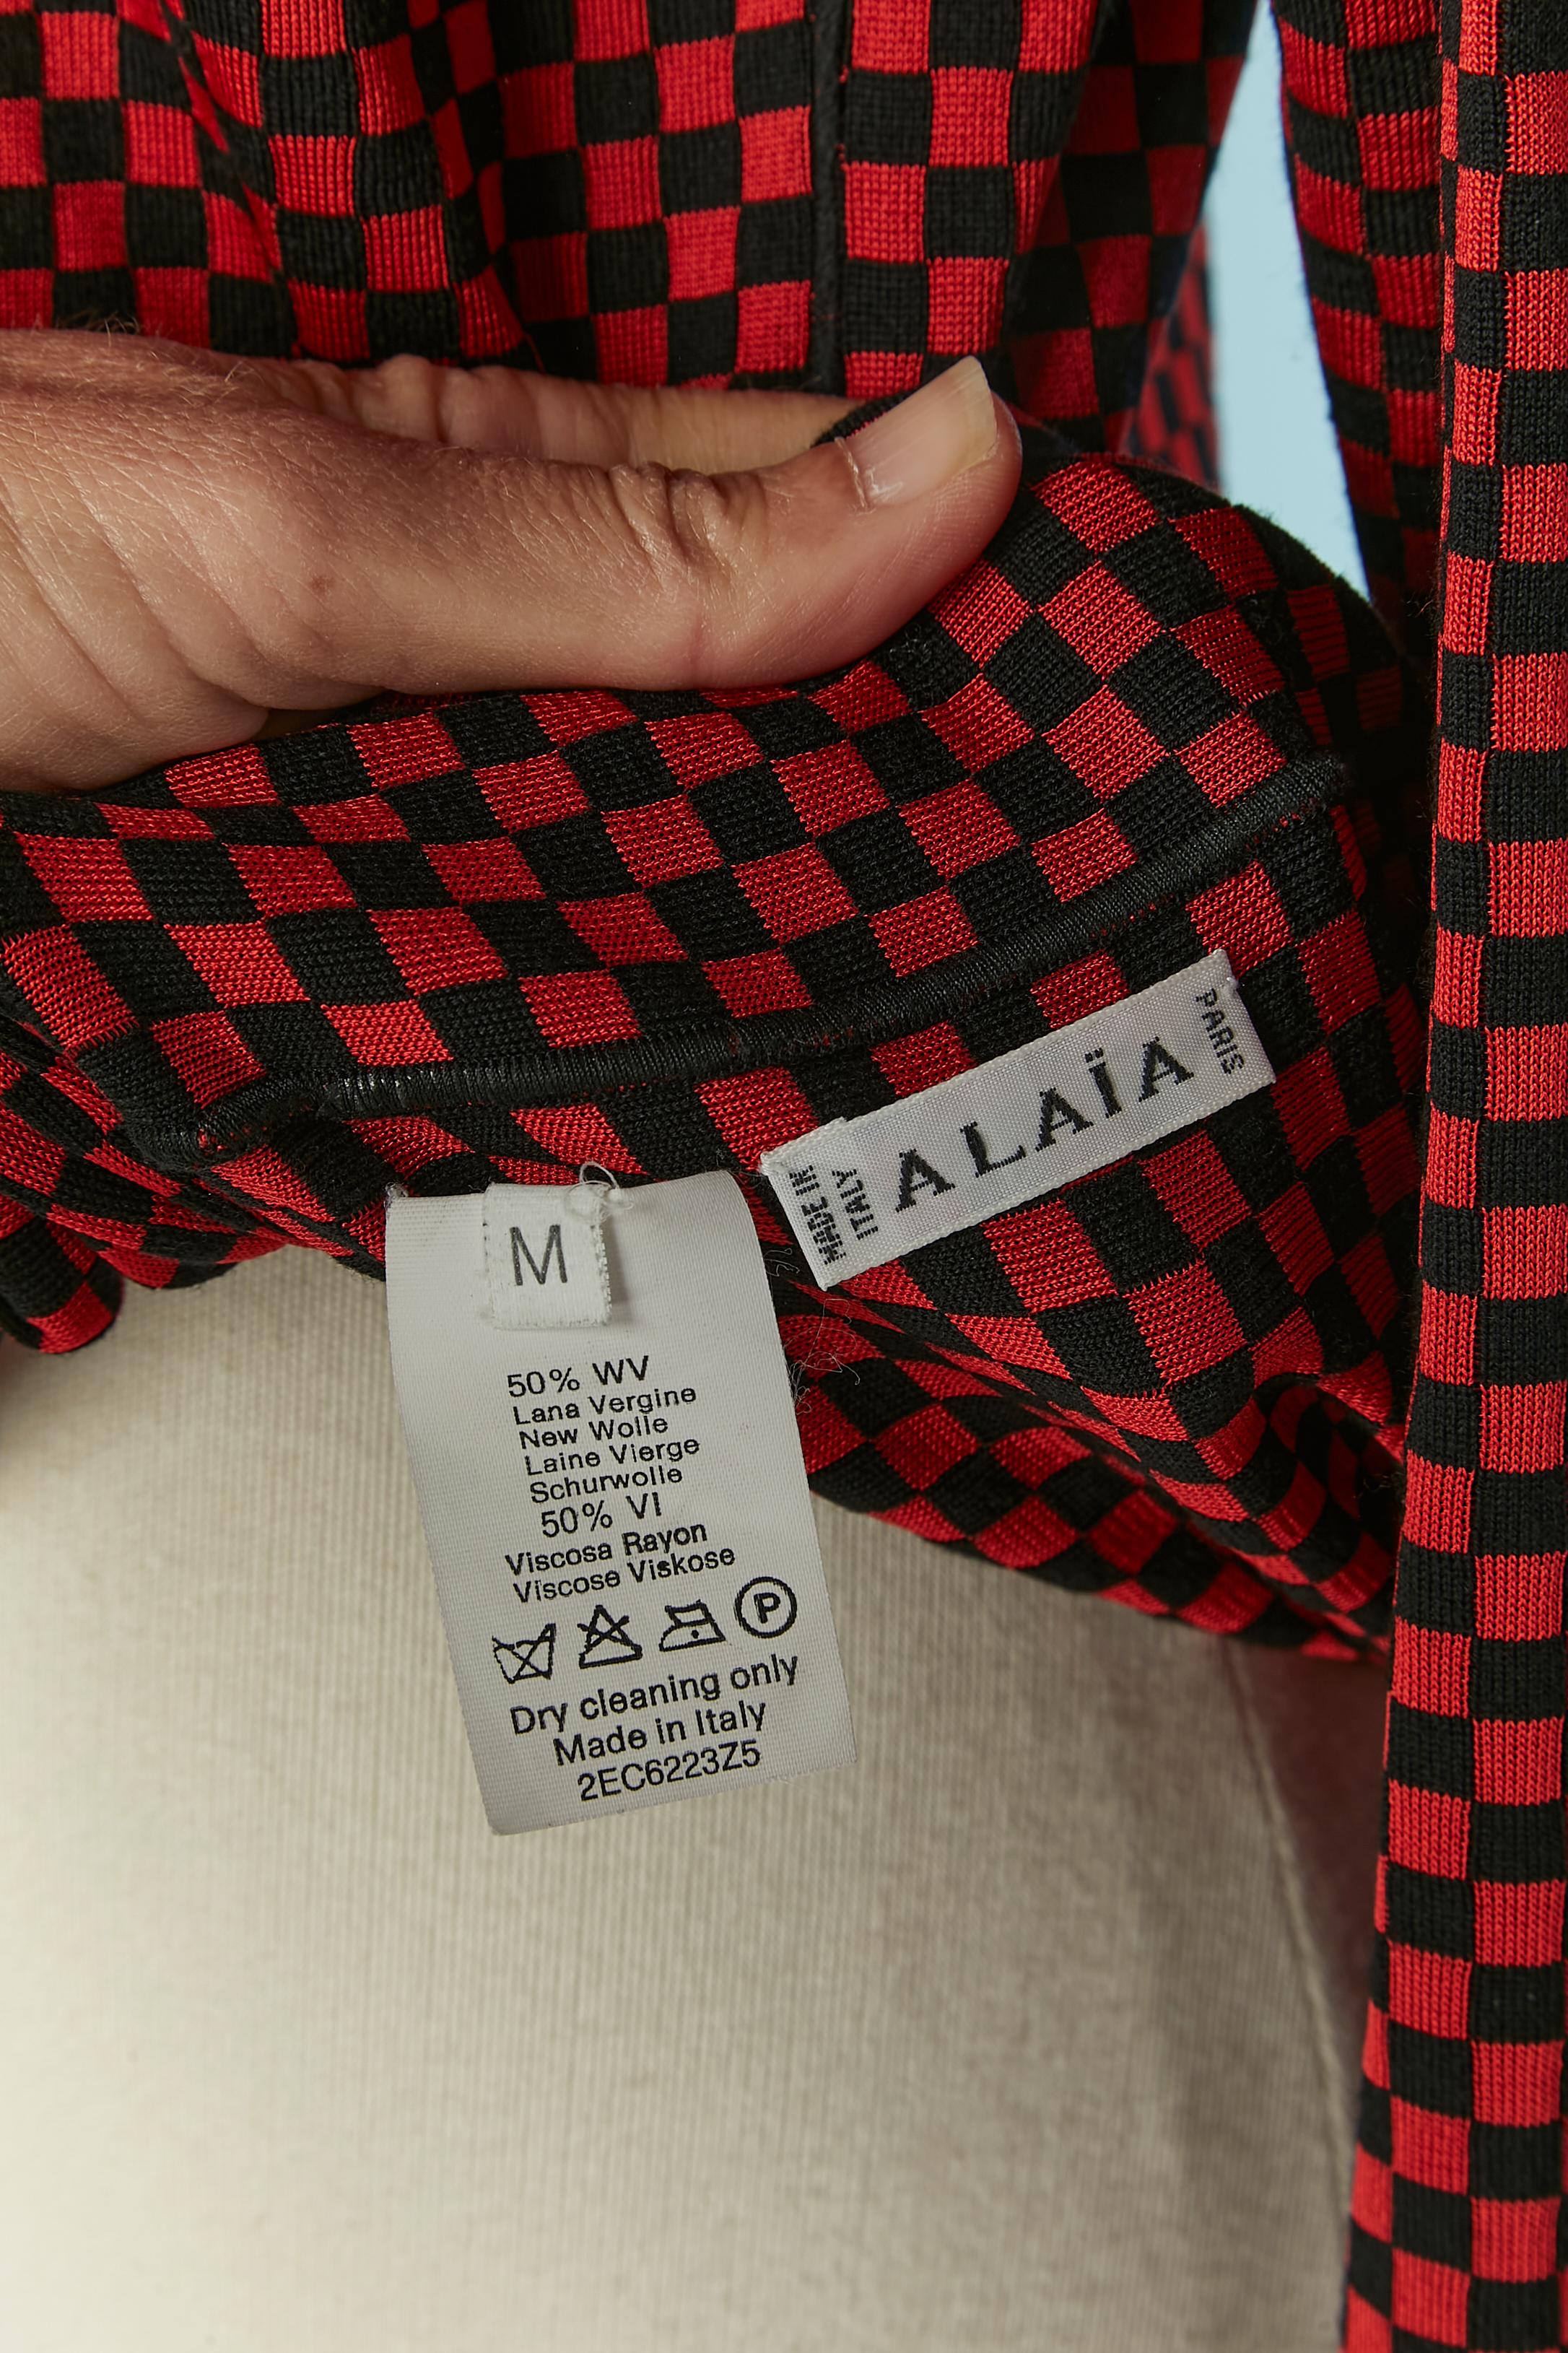 MADE IN
ITALY
ALAÏA
PARIS
M
50% WV
Lana Vergine
New Wolle
Laine Vierge
Schurwolle
50% VI
Viscosa Rayon
Viscose Viskose
P
Dry cleaning only
Made in Italy
2EC6223Z5